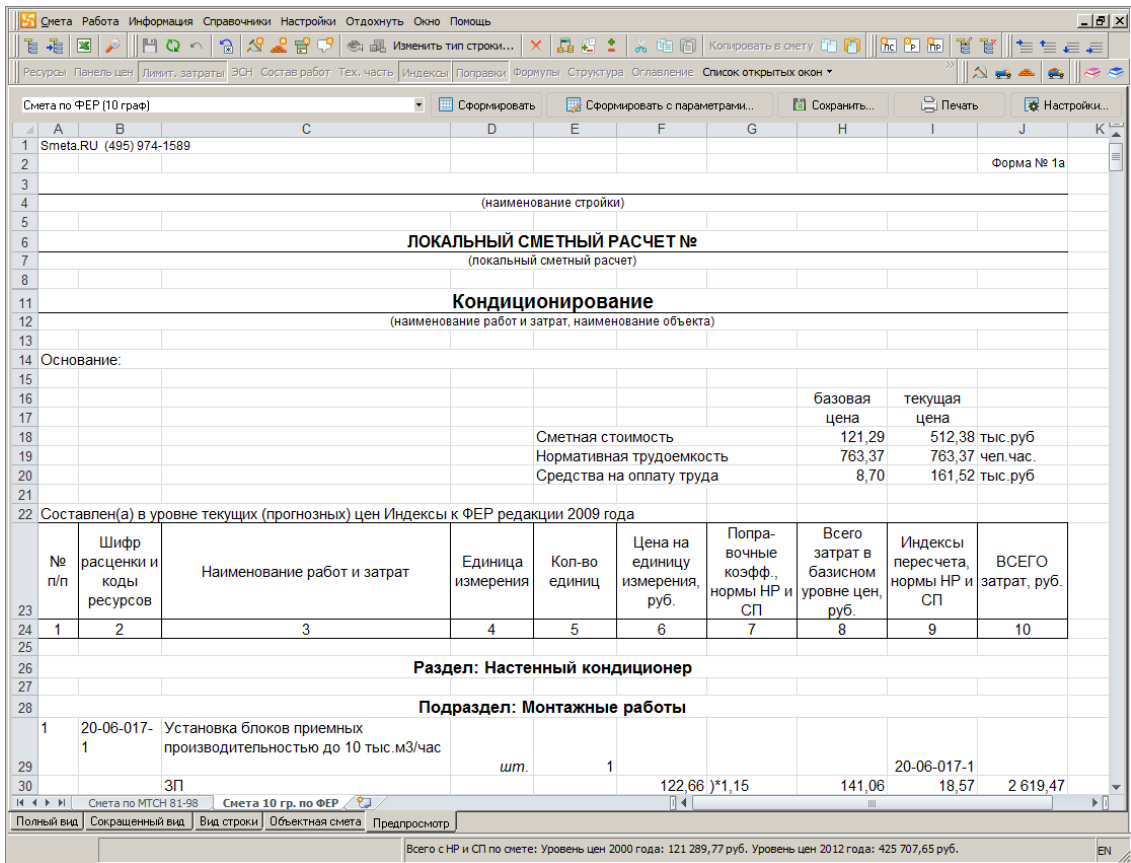 Смета Работа Информация Справочники Настройки Отдохнуть Окно Помощь
Изменить тип строки... Копировать в смету
Ресурсы Панель цен Лимит. затраты ЭСН Состав работ Тех. часть Индексы Поправки Формулы Структура Оглавление Список открытых окон
Смета по ФЕР (10 граф) Сформировать Сформировать с параметрами... Сохранить... Печать Настройки...
A B C D E F G H I J K
1 Smeta.RU (495) 974-1589
2 Форма № 1а
3
4 (наименование стройки)
5
6 ЛОКАЛЬНЫЙ СМЕТНЫЙ РАСЧЕТ №
7 (локальный сметный расчет)
8
11 Кондиционирование
12 (наименование работ и затрат, наименование объекта)
13
14 Основание:
15
16 базовая текущая
17 цена цена
18 Сметная стоимость 121,29 512,38 тыс.руб
19 Нормативная трудоемкость 763,37 763,37 чел.час.
20 Средства на оплату труда 8,70 161,52 тыс.руб
21
22 Составлен(а) в уровне текущих (прогнозных) цен Индексы к ФЕР редакции 2009 года
23 № п/п Шифр расценки и коды ресурсов Наименование работ и затрат Единица измерения Кол-во единиц Цена на единицу измерения, руб. Попра-вочные коэфф., нормы НР и СП Всего затрат в базисном уровне цен, руб. Индексы пересчета, нормы НР и СП ВСЕГО затрат, руб.
24 1 2 3 4 5 6 7 8 9 10
25
26 Раздел: Настенный кондиционер
27
28 Подраздел: Монтажные работы
1 20-06-017- Установка блоков приемных
1 производительностью до 10 тыс.м3/час
29 шт. 1 20-06-017-1
30 ЗП 122,66 )*1,15 141,06 18,57 2 619,47
Смета по МТСН 81-98 Смета 10 гр. по ФЕР
Полный вид Сокращенный вид Вид строки Объектная смета Предпросмотр
Всего с НР и СП по смете: Уровень цен 2000 года: 121 289,77 руб. Уровень цен 2012 года: 425 707,65 руб. EN